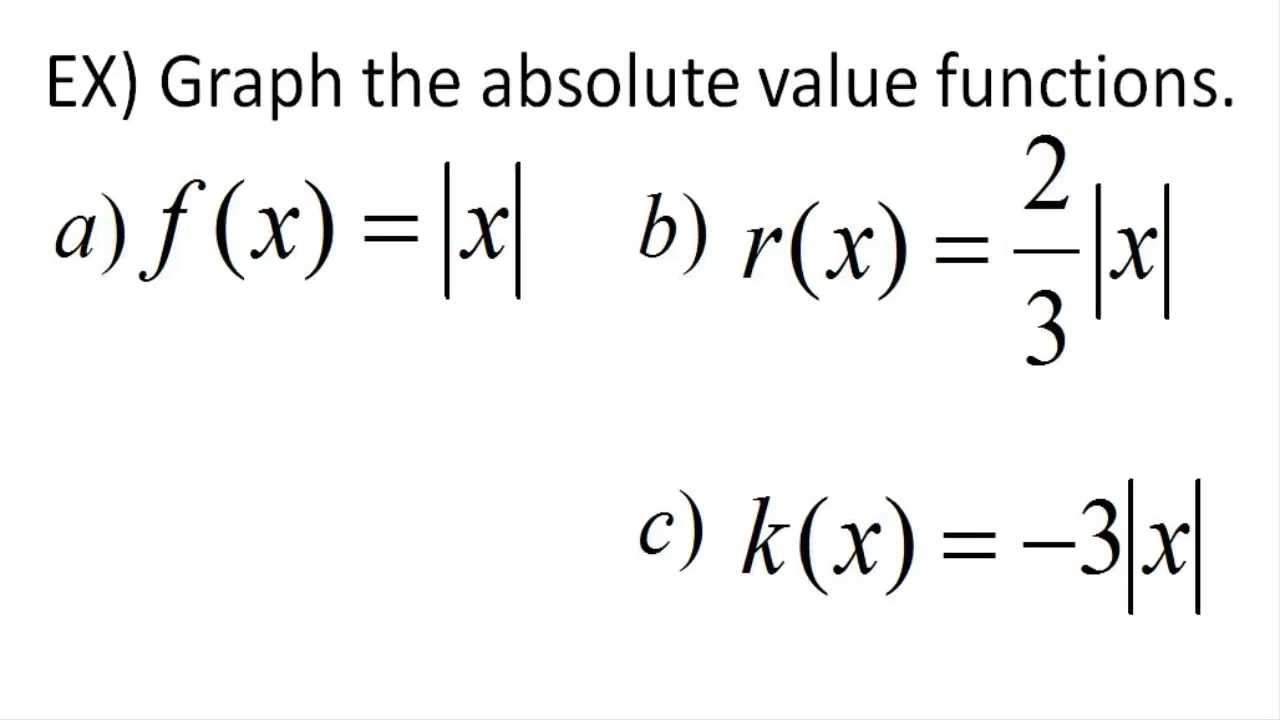 EX) Graph the absolute value functions.
a) f(x) = |x|
b) r(x) = 2/3 |x|
c) k(x) = −3|x|